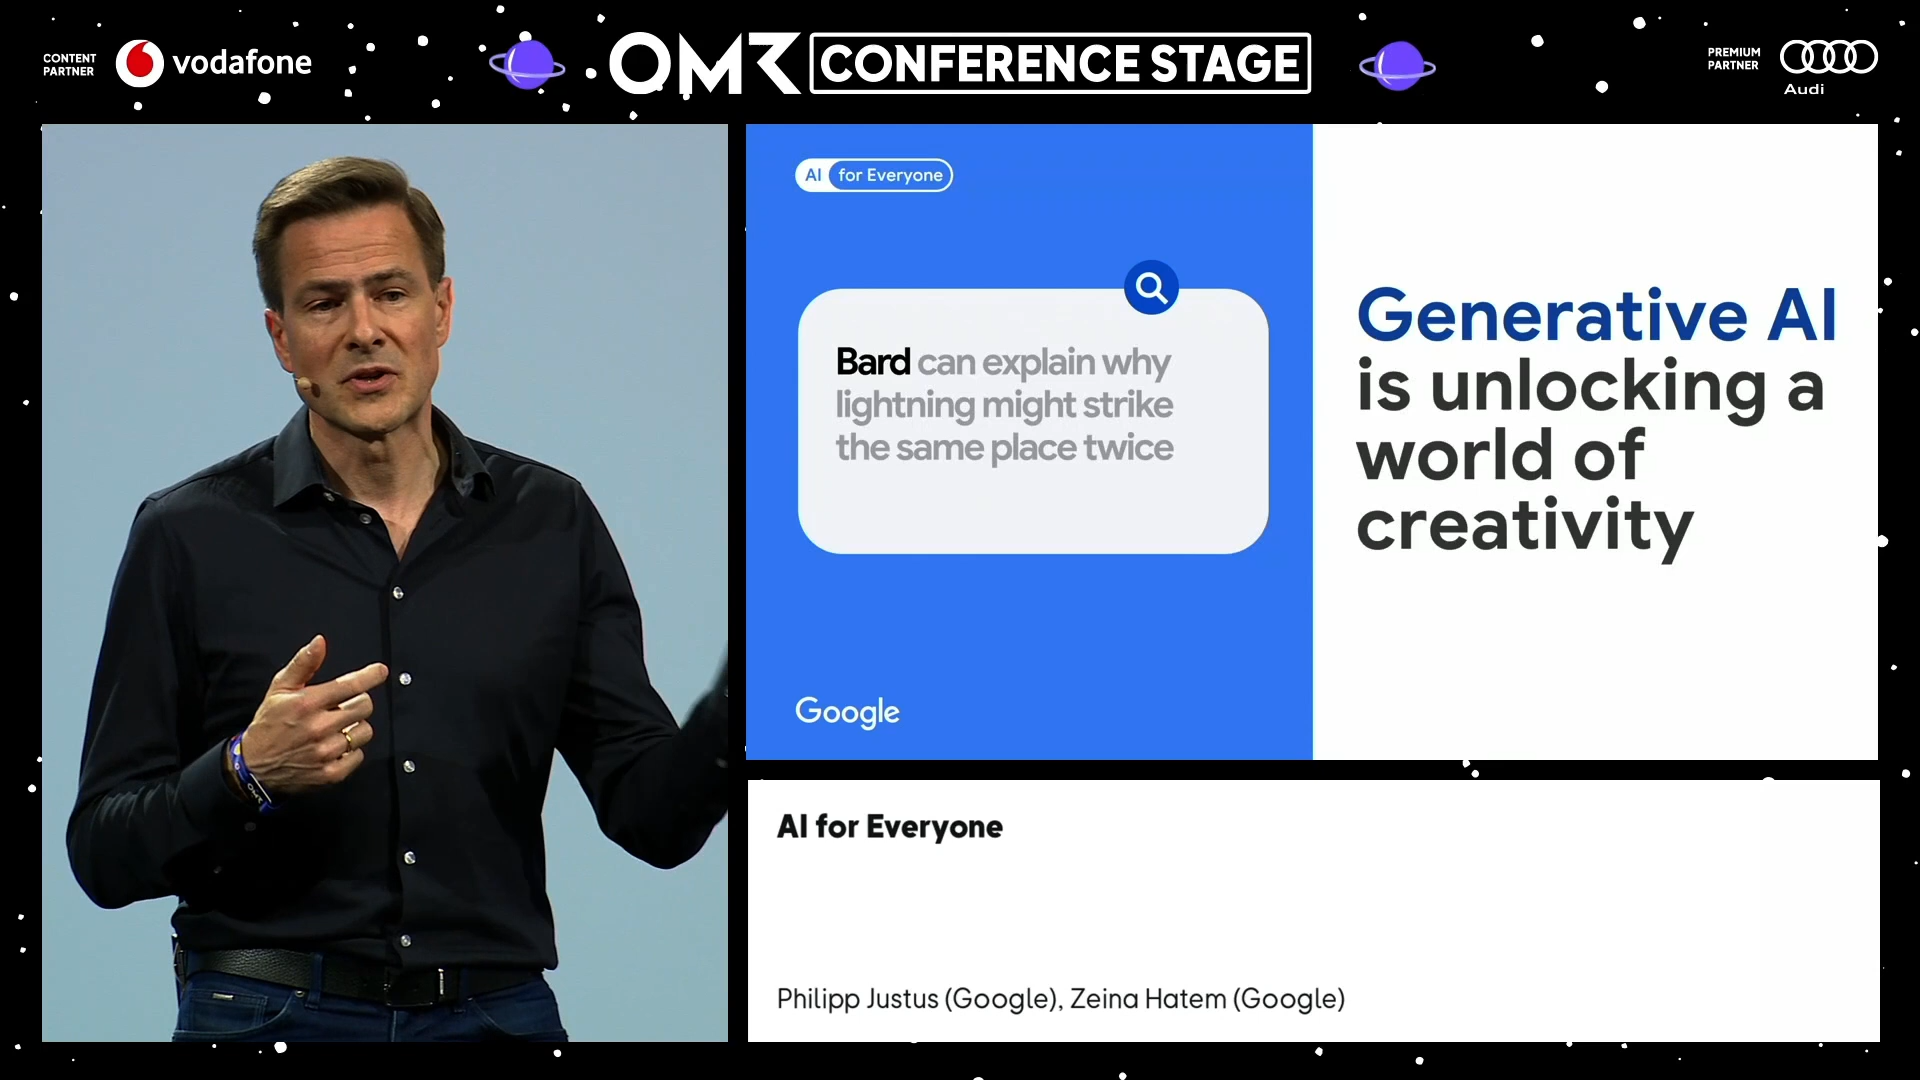 CONTENT
PARTNER
vodafone
OMR CONFERENCE STAGE
PREMIUM
PARTNER
Audi
AI for Everyone
Bard can explain why
lightning might strike
the same place twice
Google
Generative AI
is unlocking a
world of
creativity
OMR
AI for Everyone
Philipp Justus (Google), Zeina Hatem (Google)